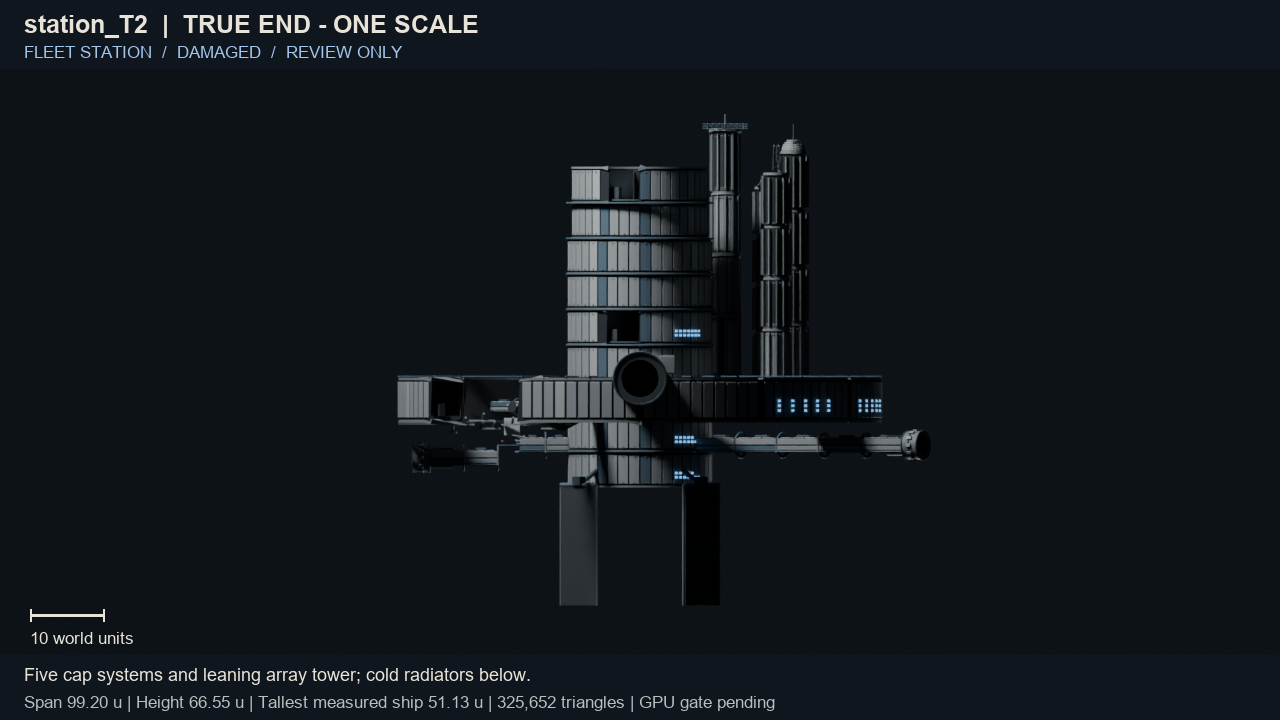 station_T2 | TRUE END - ONE SCALE
FLEET STATION / DAMAGED / REVIEW ONLY
10 world units
Five cap systems and leaning array tower; cold radiators below.
Span 99.20 u | Height 66.55 u | Tallest measured ship 51.13 u | 325,652 triangles | GPU gate pending